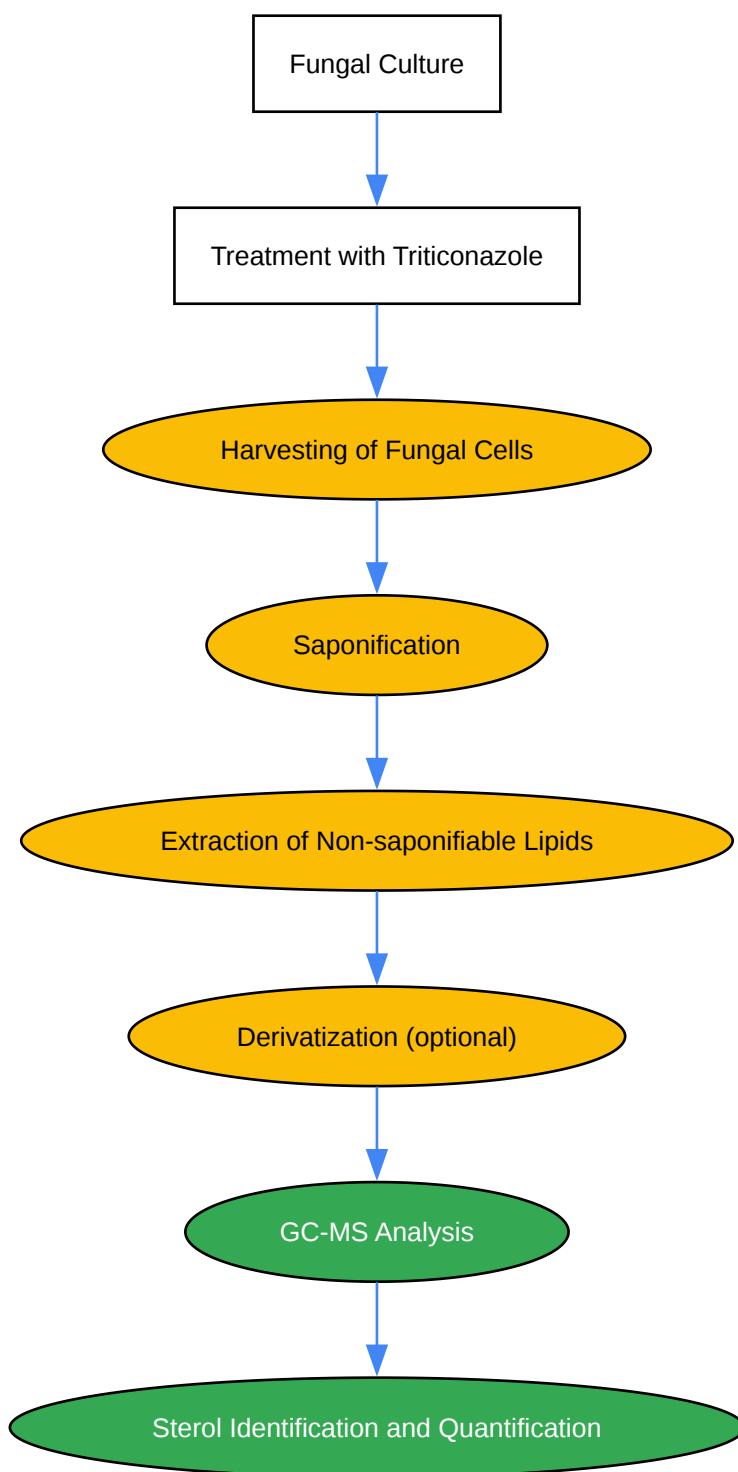 Fungal Culture
Treatment with Triticonazole
Harvesting of Fungal Cells
Saponification
Extraction of Non-saponifiable Lipids
Derivatization (optional)
GC-MS Analysis
Sterol Identification and Quantification